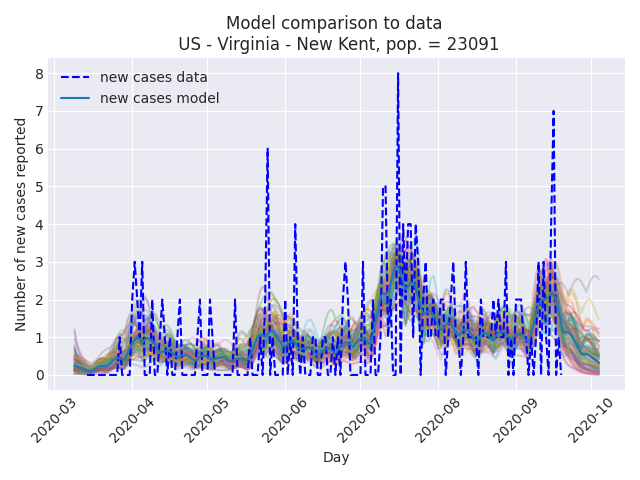 Model comparison to data
US - Virginia - New Kent, pop. = 23091
new cases data
new cases model
Number of new cases reported
8
7
6
5
4
3
2
1
0
2020-03
2020-04
2020-05
2020-06
2020-07
2020-08
2020-09
2020-10
Day